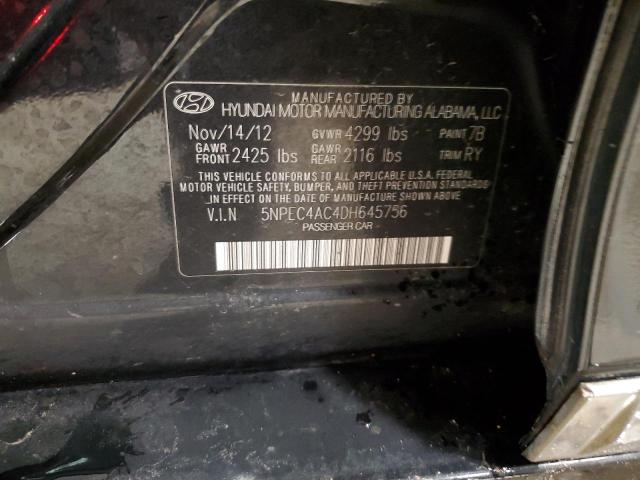 MANUFACTURED BY
HYUNDAI MOTOR MANUFACTURING ALABAMA, LLC
Nov/14/12 GVWR 4299 lbs PAINT 7B
GAWR FRONT 2425 lbs GAWR REAR 2116 lbs TRIM RY
THIS VEHICLE CONFORMS TO ALL APPLICABLE U.S.A. FEDERAL
MOTOR VEHICLE SAFETY, BUMPER, AND THEFT PREVENTION STANDARDS
IN EFFECT ON THE DATE OF MANUFACTURE SHOWN ABOVE
V.I.N 5NPEC4AC4DH645756
PASSENGER CAR